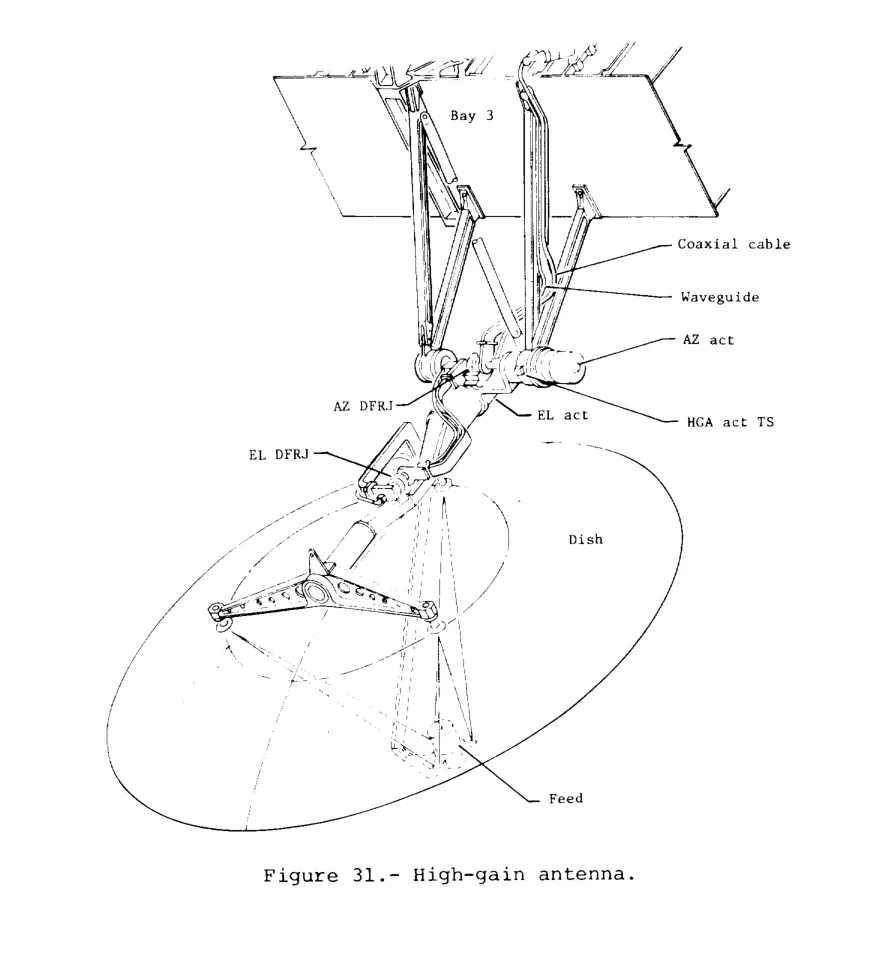 Bay 3
Coaxial cable
Waveguide
AZ act
AZ DFRJ
EL act
HGA act TS
EL DFRJ
Dish
Feed
Figure 31.- High-gain antenna.